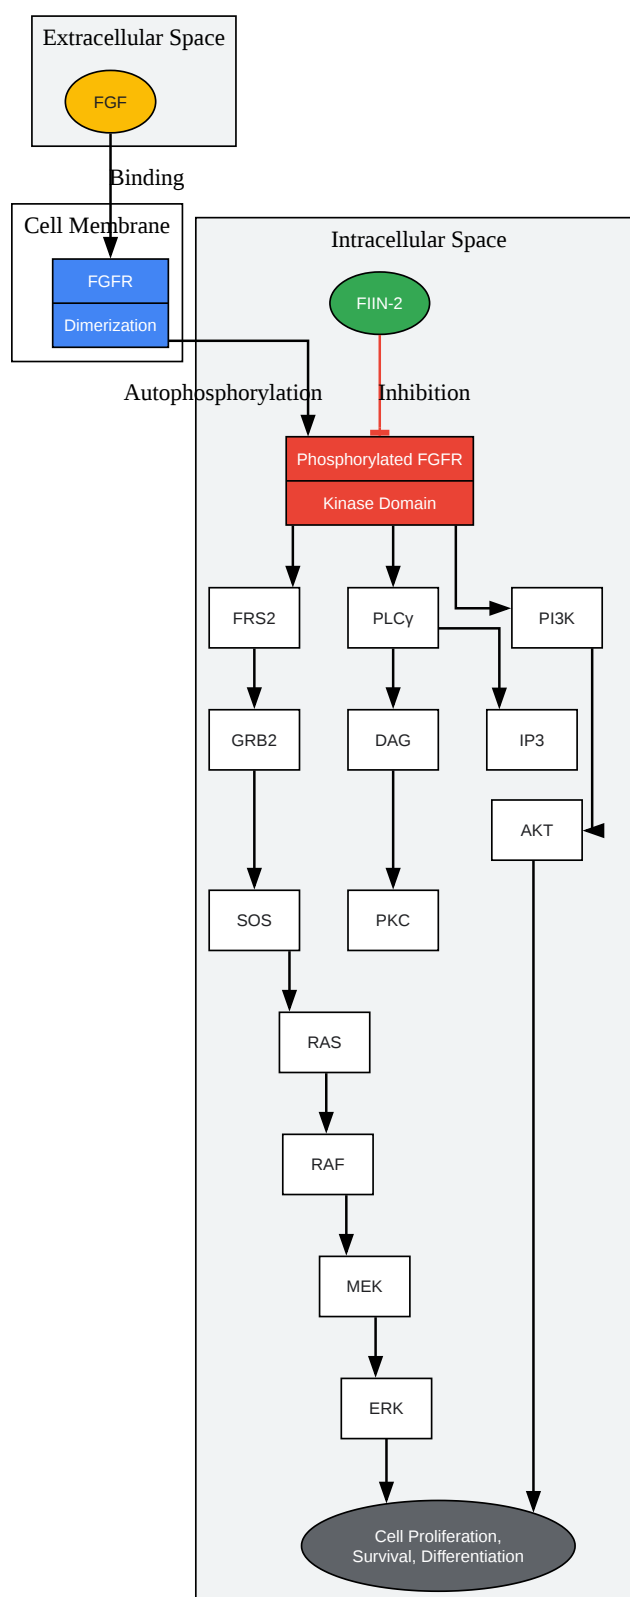 Extracellular Space
FGF
Binding
Cell Membrane
FGFR
Dimerization
Intracellular Space
FIIN-2
Autophosphorylation
Inhibition
Phosphorylated FGFR
Kinase Domain
FRS2
PLCγ
PI3K
GRB2
DAG
IP3
AKT
SOS
PKC
RAS
RAF
MEK
ERK
Cell Proliferation,
Survival, Differentiation